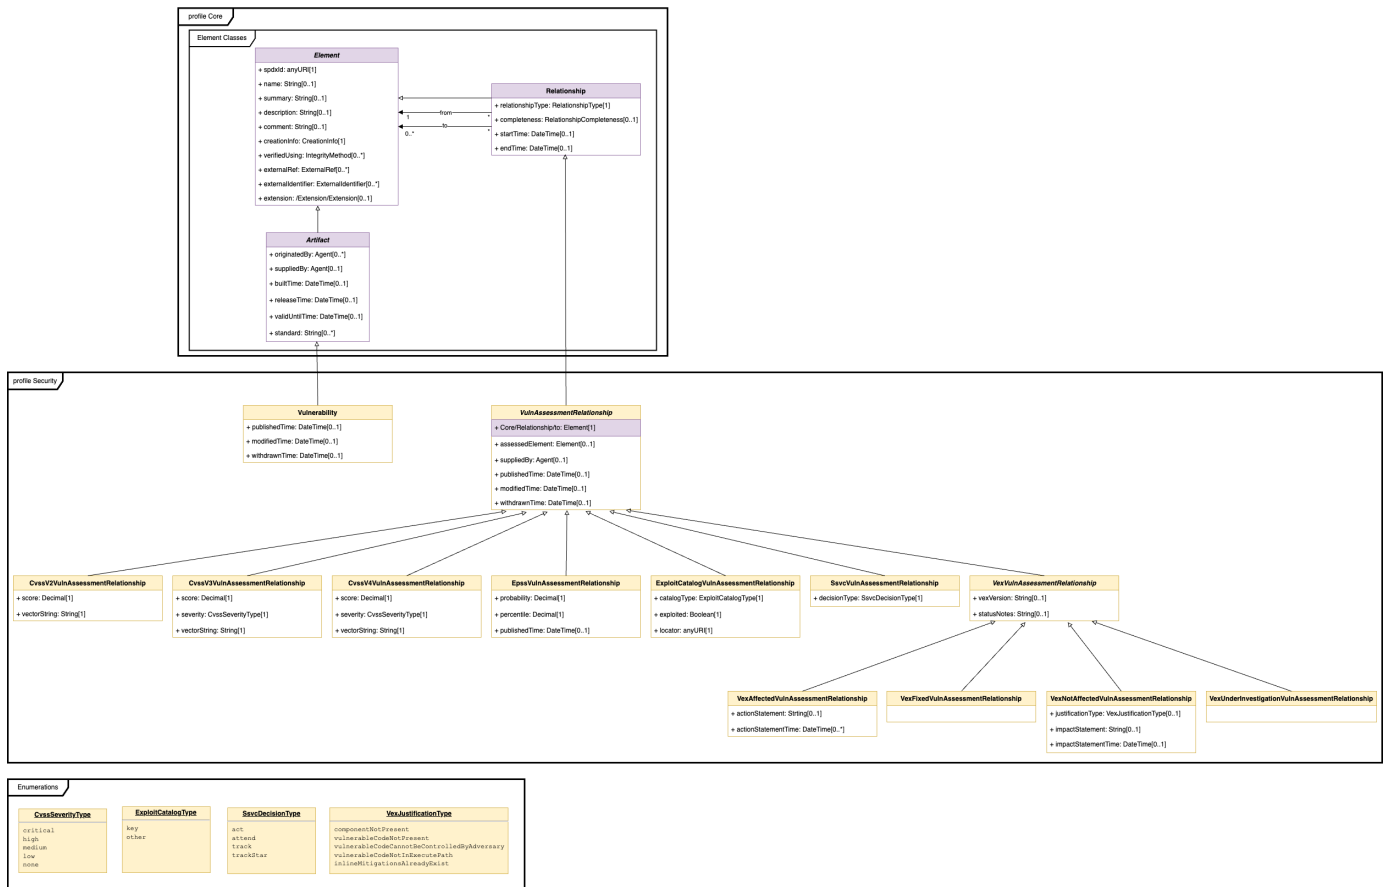 profile Core
Element Classes
Element
+ spdxId: anyURI[1]
+ name: String[0..1]
+ summary: String[0..1]
+ description: String[0..1]
+ comment: String[0..1]
+ creationInfo: CreationInfo[1]
+ verifiedUsing: IntegrityMethod[0..*]
+ externalRef: ExternalRef[0..*]
+ externalIdentifier: ExternalIdentifier[0..*]
+ extension: /Extension/Extension[0..1]
Relationship
+ relationshipType: RelationshipType[1]
+ completeness: RelationshipCompleteness[0..1]
+ startTime: DateTime[0..1]
+ endTime: DateTime[0..1]
from
1
*
to
0..*
*
Artifact
+ originatedBy: Agent[0..*]
+ suppliedBy: Agent[0..1]
+ builtTime: DateTime[0..1]
+ releaseTime: DateTime[0..1]
+ validUntilTime: DateTime[0..1]
+ standard: String[0..*]
profile Security
Vulnerability
+ publishedTime: DateTime[0..1]
+ modifiedTime: DateTime[0..1]
+ withdrawnTime: DateTime[0..1]
VulnAssessmentRelationship
+ Core/Relationship/to: Element[1]
+ assessedElement: Element[0..1]
+ suppliedBy: Agent[0..1]
+ publishedTime: DateTime[0..1]
+ modifiedTime: DateTime[0..1]
+ withdrawnTime: DateTime[0..1]
CvssV2VulnAssessmentRelationship
+ score: Decimal[1]
+ vectorString: String[1]
CvssV3VulnAssessmentRelationship
+ score: Decimal[1]
+ severity: CvssSeverityType[1]
+ vectorString: String[1]
CvssV4VulnAssessmentRelationship
+ score: Decimal[1]
+ severity: CvssSeverityType[1]
+ vectorString: String[1]
EpssVulnAssessmentRelationship
+ probability: Decimal[1]
+ percentile: Decimal[1]
+ publishedTime: DateTime[0..1]
ExploitCatalogVulnAssessmentRelationship
+ catalogType: ExploitCatalogType[1]
+ exploited: Boolean[1]
+ locator: anyURI[1]
SsvcVulnAssessmentRelationship
+ decisionType: SsvcDecisionType[1]
VexVulnAssessmentRelationship
+ vexVersion: String[0..1]
+ statusNotes: String[0..1]
VexAffectedVulnAssessmentRelationship
+ actionStatement: Strting[0..1]
+ actionStatementTime: DateTime[0..*]
VexFixedVulnAssessmentRelationship
VexNotAffectedVulnAssessmentRelationship
+ justificationType: VexJustificationType[0..1]
+ impactStatement: String[0..1]
+ impactStatementTime: DateTime[0..1]
VexUnderInvestigationVulnAssessmentRelationship
Enumerations
CvssSeverityType
critical
high
medium
low
none
ExploitCatalogType
key
other
SsvcDecisionType
act
attend
track
trackStar
VexJustificationType
componentNotPresent
vulnerableCodeNotPresent
vulnerableCodeCannotBeControlledByAdversary
vulnerableCodeNotInExecutePath
inlineMitigationsAlreadyExist